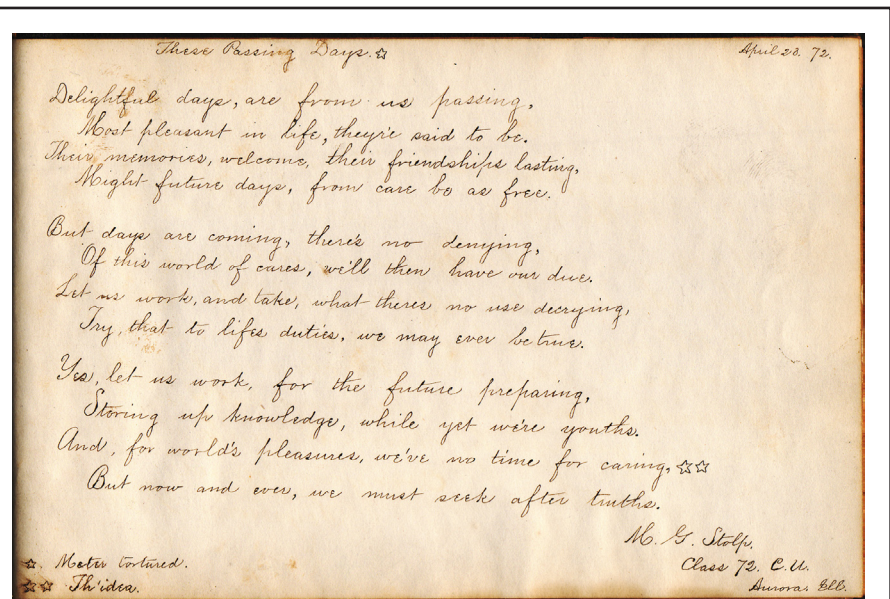 These Passing Days.☆
April 23. 72.
Delightful days, are from us passing,
Most pleasant in life, they're said to be.
Their memories, welcome, their friendships lasting,
Might future days, from care be as free.
But days are coming, there's no denying,
Of this world of cares, we'll then have our due.
Let us work, and take, what theres no use decrying,
Try, that to lifes duties, we may ever be true.
Yes, let us work, for the future preparing,
Storing up knowledge, while yet we're youths.
And, for world's pleasures, we've no time for caring,☆☆
But now and ever, we must seek after truths.
M. G. Stolp.
Class 72. C. U.
Aurora. Ill.
☆. Meter tortured.
☆☆ Th'idea.